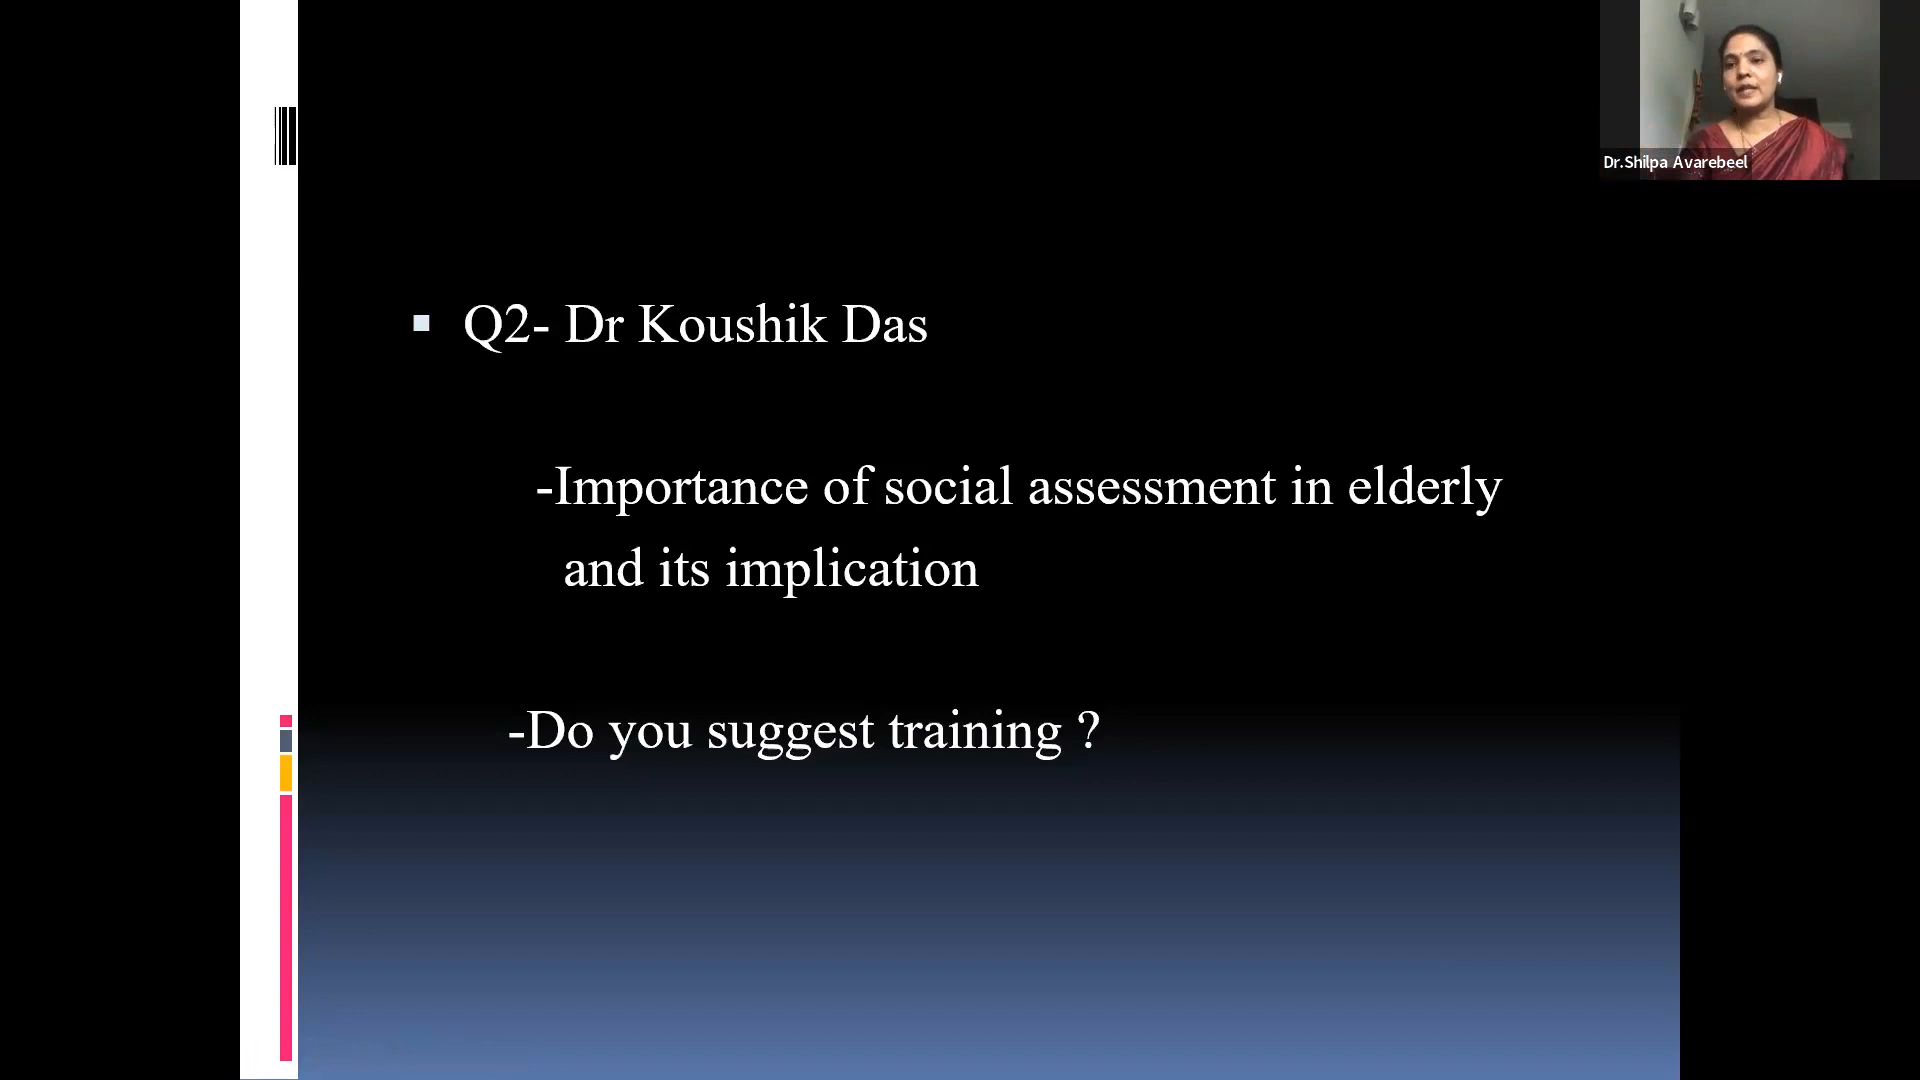 Dr.Shilpa Avarebeel
Q2- Dr Koushik Das
-Importance of social assessment in elderly
and its implication
-Do you suggest training ?